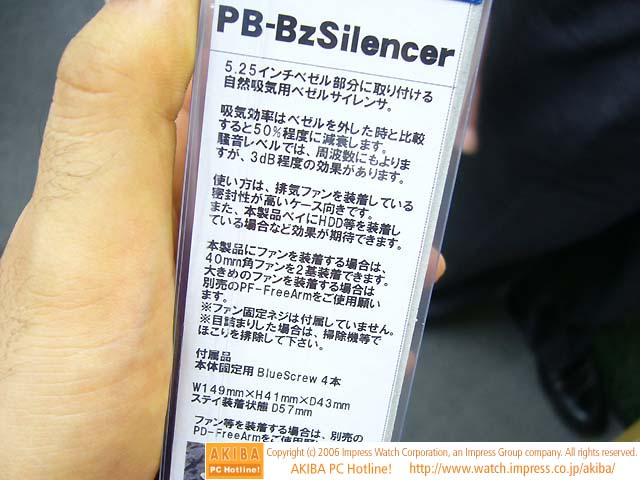 PB-BzSilencer
5.25インチベゼル部分に取り付ける
自然吸気用ベゼルサイレンサ。
吸気効率はベゼルを外した時と比較
すると50%程度に減衰します。
騒音レベルでは、周波数にもよりま
すが、3dB程度の効果があります。
使い方は、排気ファンを装着している
密封性が高いケース向きです。
また、本製品ベイにHDD等を装着し
ている場合など効果が期待できます。
本製品にファンを装着する場合は、
40mm角ファンを2基装着できます。
大きめのファンを装着する場合は
別売のPF-FreeArmをご使用願い
ます。
※ファン固定ネジは付属していません。
※目詰まりした場合は、掃除機等で
ほこりを排除して下さい。
付属品
本体固定用 BlueScrew 4本
W149mm×H41mm×D43mm
ステイ装着状態 D57mm
ファン等を装着する場合は、別売の
PD-FreeArmをご使用願い
AKIBA
PC Hotline!
Copyright (c) 2006 Impress Watch Corporation, an Impress Group company. All rights reserved.
AKIBA PC Hotline! http://www.watch.impress.co.jp/akiba/